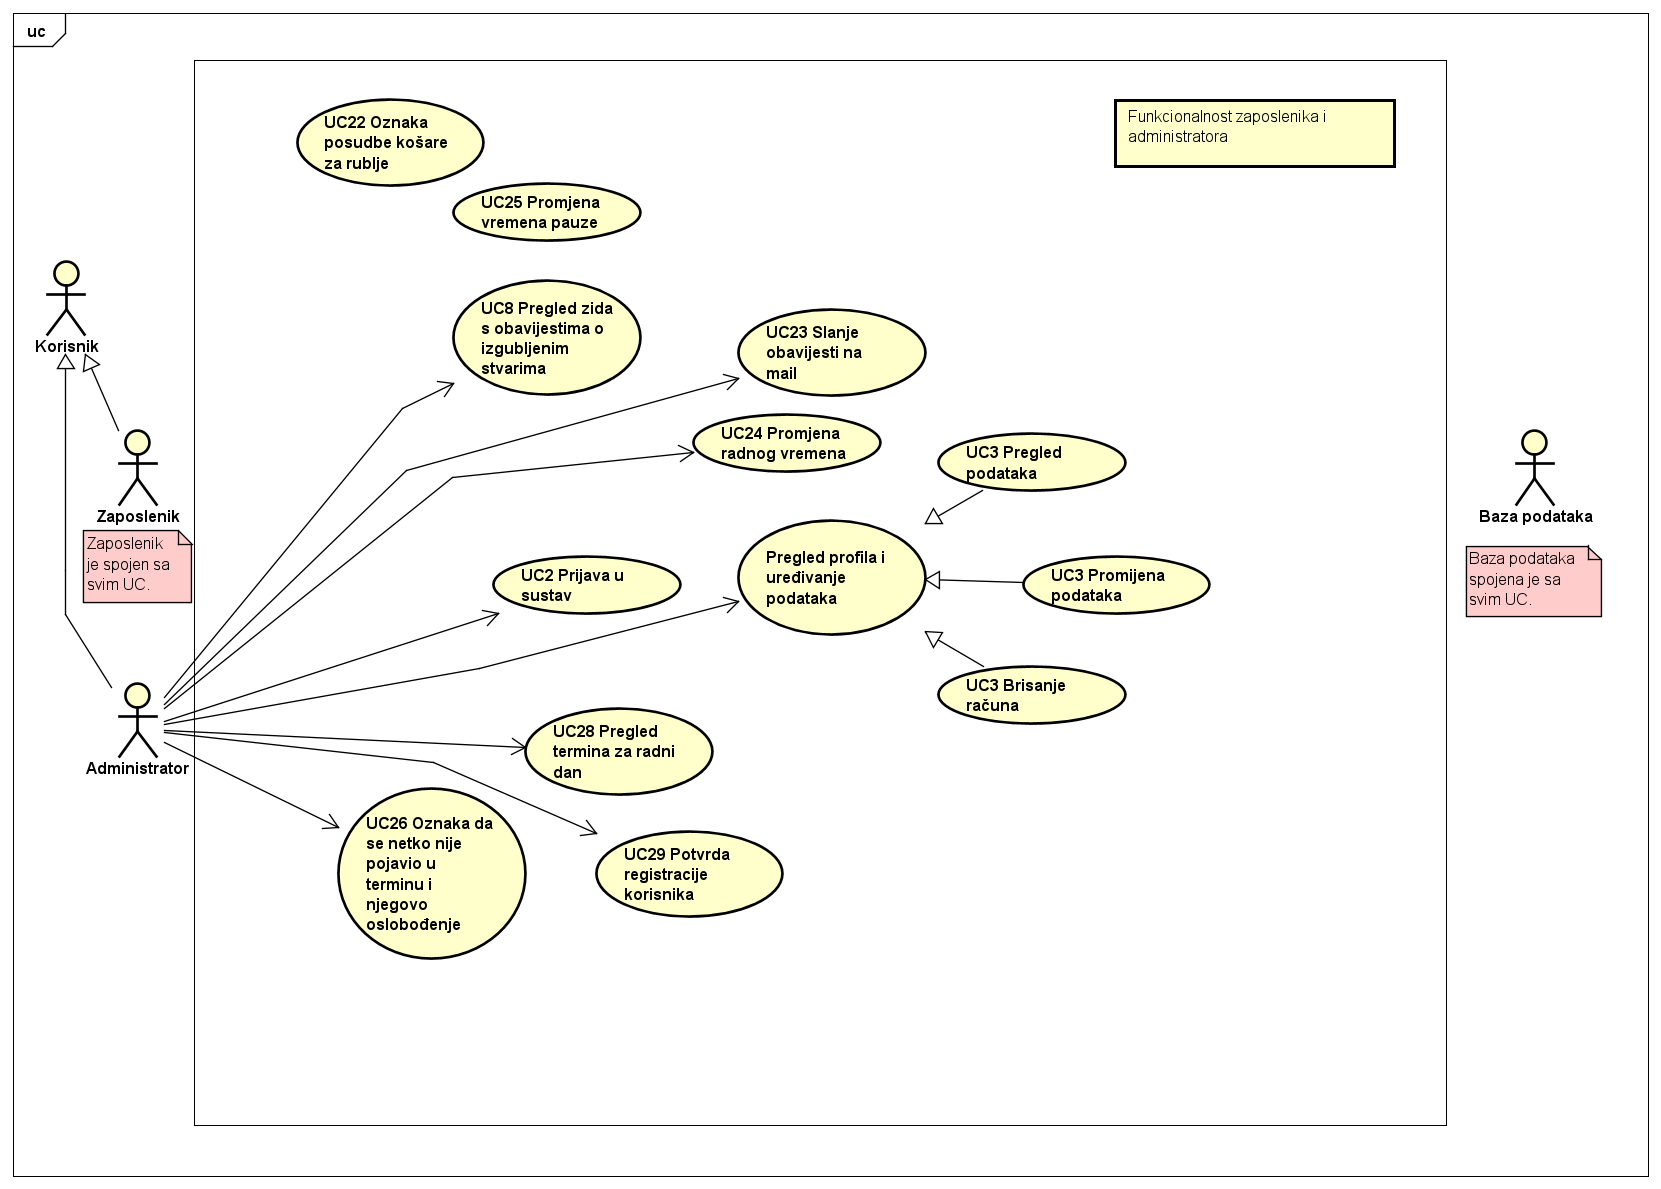 uc
Funkcionalnost zaposlenika i
administratora
UC22 Oznaka
posudbe košare
za rublje
UC25 Promjena
vremena pauze
UC8 Pregled zida
s obavijestima o
izgubljenim
stvarima
UC23 Slanje
obavijesti na
mail
Korisnik
UC24 Promjena
radnog vremena
UC3 Pregled
podataka
Zaposlenik
Zaposlenik
je spojen sa
svim UC.
Baza podataka
Baza podataka
spojena je sa
svim UC.
Pregled profila i
uređivanje
podataka
UC2 Prijava u
sustav
UC3 Promijena
podataka
UC3 Brisanje
računa
Administrator
UC28 Pregled
termina za radni
dan
UC26 Oznaka da
se netko nije
pojavio u
terminu i
njegovo
oslobođenje
UC29 Potvrda
registracije
korisnika